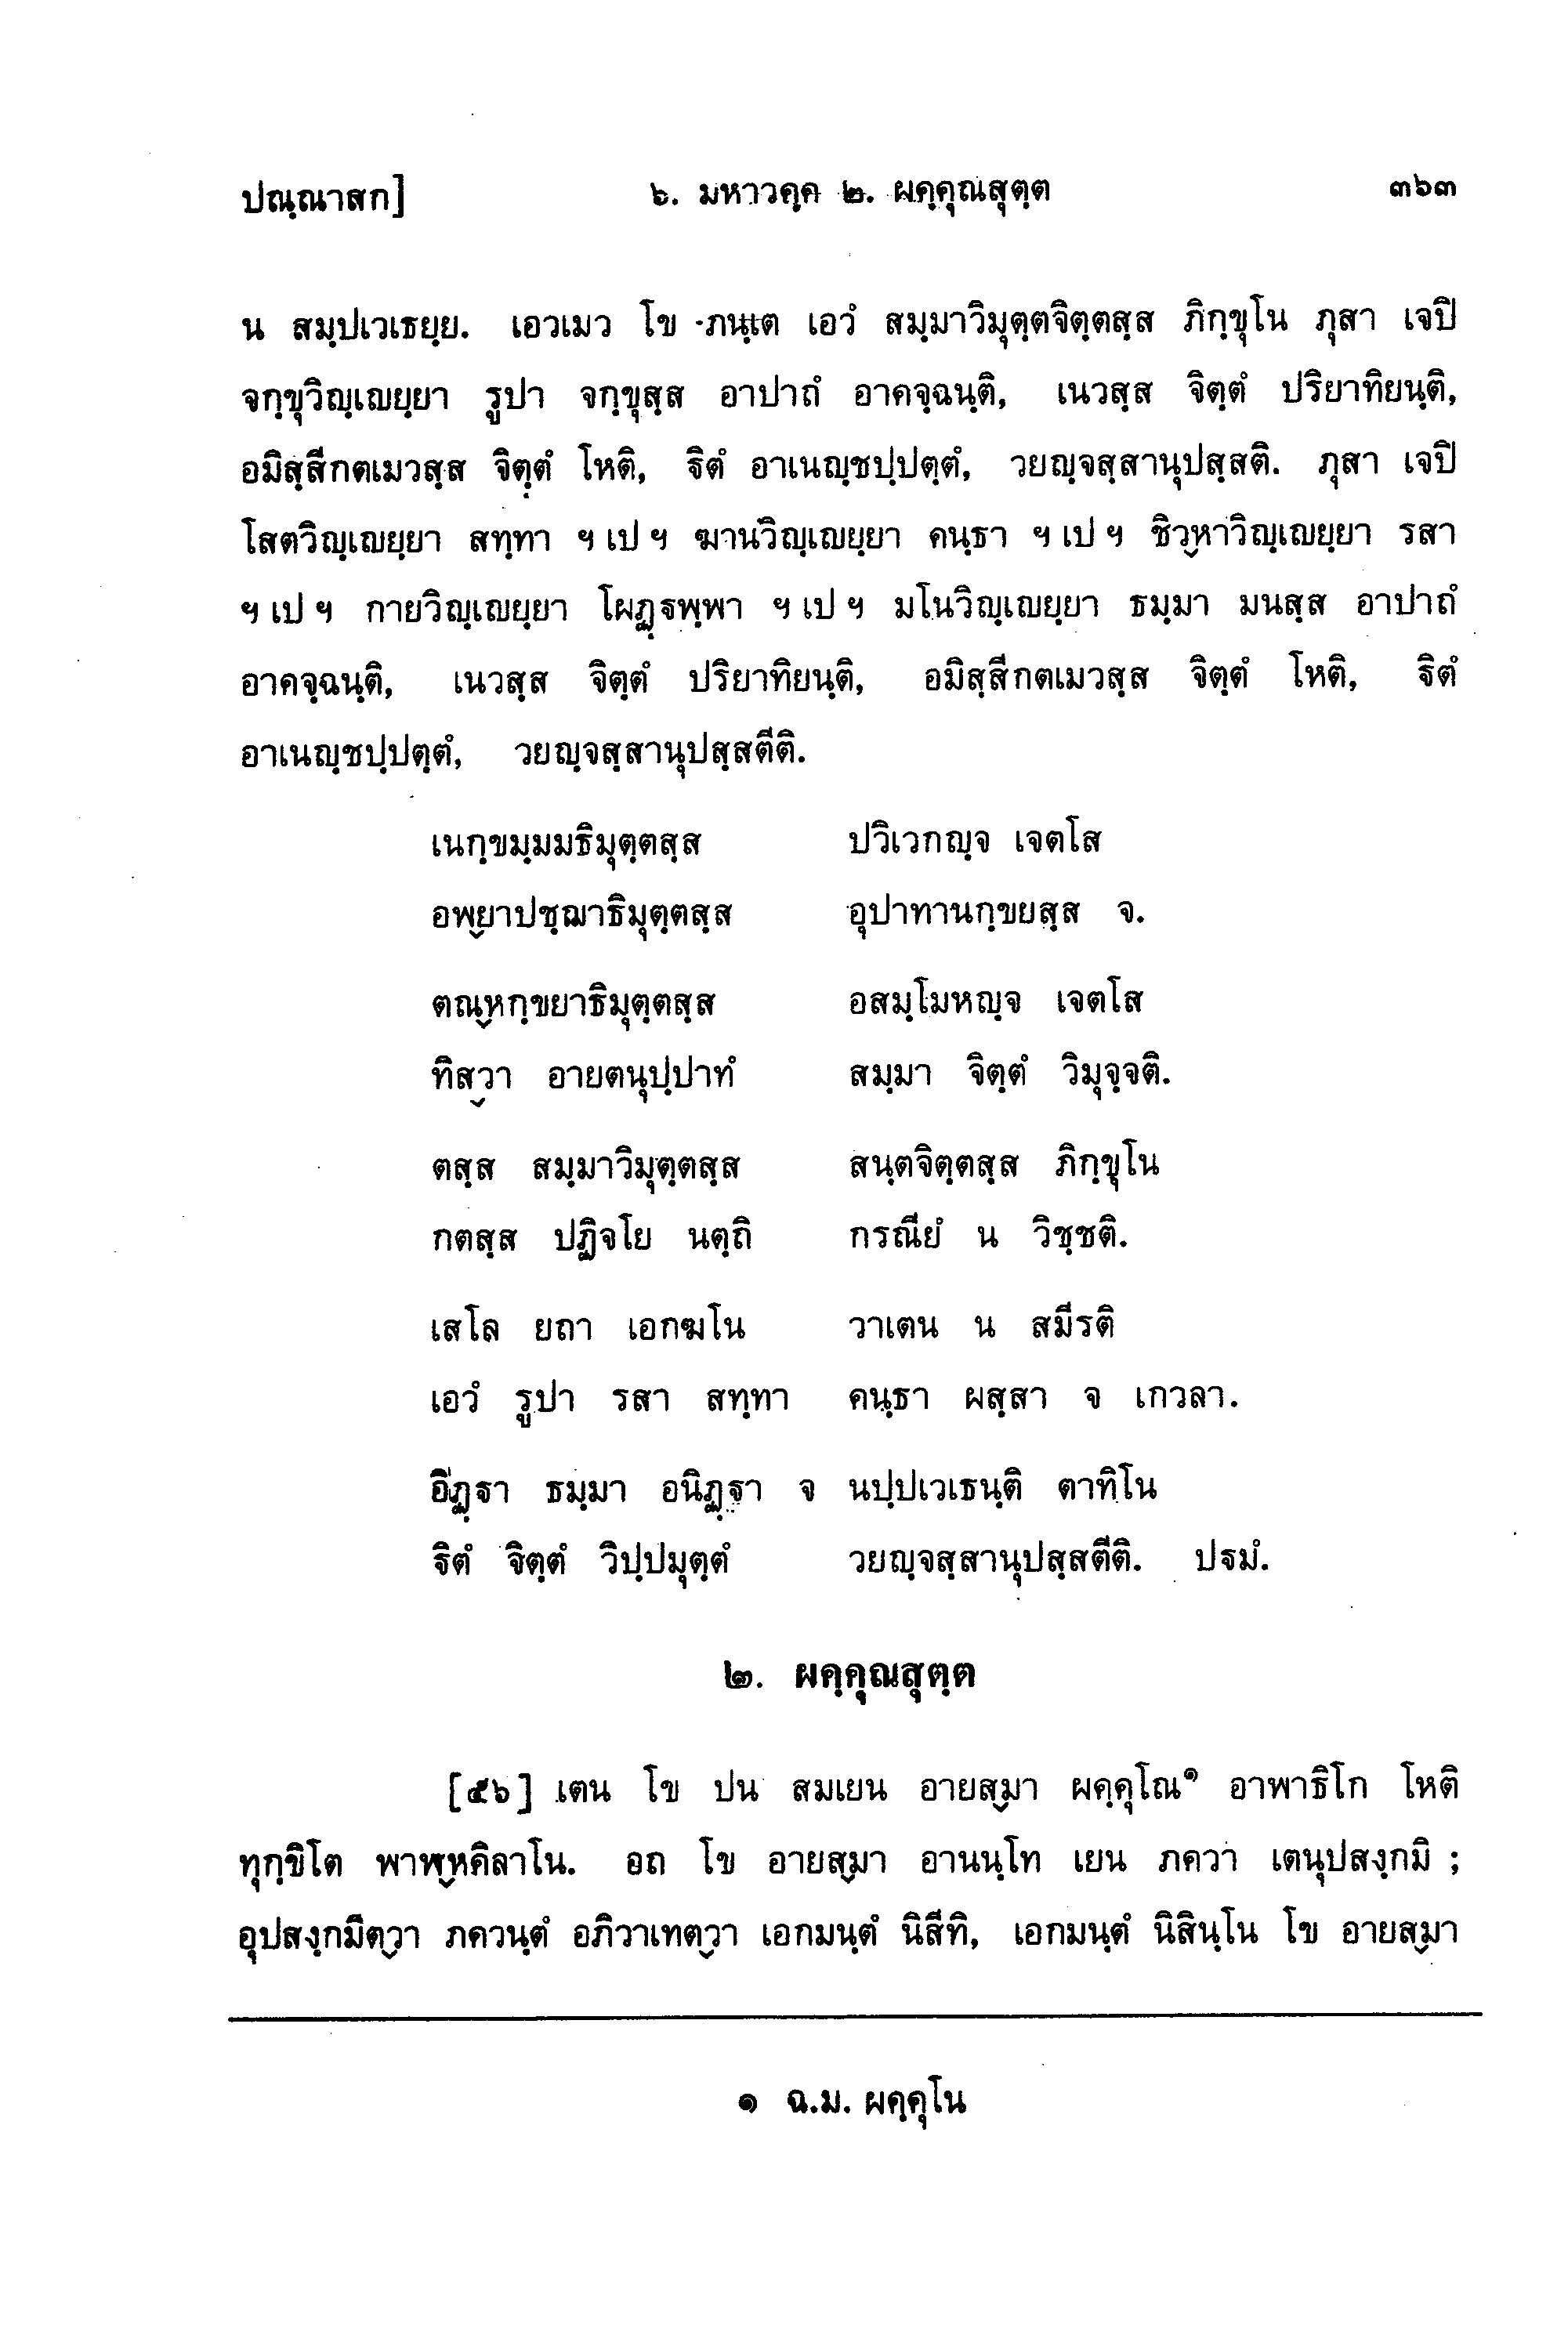 ปณฺณาสก] ๖. มหาวคฺค ๒. ผคฺคุณสุตฺต ๓๖๓
น สมฺปเวเธยฺย. เอวเมว โข ภนฺเต เอวํ สมฺมาวิมุตฺตจิตฺตสฺส ภิกฺขุโน ภุสา เจปิ
จกฺขุวิญฺเญยฺยา รูปา จกฺขุสฺส อาปาถํ อาคจฺฉนฺติ, เนวสฺส จิตฺตํ ปริยาทิยนฺติ,
อมิสฺสีกตเมวสฺส จิตฺตํ โหติ, ฐิตํ อาเนญฺชปฺปตฺตํ, วยญฺจสฺสานุปสฺสติ. ภุสา เจปิ
โสตวิญฺเญยฺยา สทฺทา ฯ เป ฯ ฆานวิญฺเญยฺยา คนฺธา ฯ เป ฯ ชิวฺหาวิญฺเญยฺยา รสา
ฯ เป ฯ กายวิญฺเญยฺยา โผฏฺฐพฺพา ฯ เป ฯ มโนวิญฺเญยฺยา ธมฺมา มนสฺส อาปาถํ
อาคจฺฉนฺติ, เนวสฺส จิตฺตํ ปริยาทิยนฺติ, อมิสฺสีกตเมวสฺส จิตฺตํ โหติ, ฐิตํ
อาเนญฺชปฺปตฺตํ, วยญฺจสฺสานุปสฺสตีติ.
เนกฺขมฺมมธิมุตฺตสฺส ปวิเวกญฺจ เจตโส
อพฺยาปชฺฌาธิมุตฺตสฺส อุปาทานกฺขยสฺส จ.
ตณฺหกฺขยาธิมุตฺตสฺส อสมฺโมหญฺจ เจตโส
ทิสฺวา อายตนุปฺปาทํ สมฺมา จิตฺตํ วิมุจฺจติ.
ตสฺส สมฺมาวิมุตฺตสฺส สนฺตจิตฺตสฺส ภิกฺขุโน
กตสฺส ปฏิจโย นตฺถิ กรณียํ น วิชฺชติ.
เสโล ยถา เอกฆโน วาเตน น สมีรติ
เอวํ รูปา รสา สทฺทา คนฺธา ผสฺสา จ เกวลา.
อิฏฺฐา ธมฺมา อนิฏฺฐา จ นปฺปเวเธนฺติ ตาทิโน
ฐิตํ จิตฺตํ วิปฺปมุตฺตํ วยญฺจสฺสานุปสฺสตีติ. ปฐมํ.
๒. ผคฺคุณสุตฺต
[๕๖] เตน โข ปน สมเยน อายสฺมา ผคฺคุโณ๑ อาพาธิโก โหติ
ทุกฺขิโต พาฬฺหคิลาโน. อถ โข อายสฺมา อานนฺโท เยน ภควา เตนุปสงฺกมิ ;
อุปสงฺกมิตฺวา ภควนฺตํ อภิวาเทตฺวา เอกมนฺตํ นิสีทิ, เอกมนฺตํ นิสินฺโน โข อายสฺมา
๑ ฉ.ม. ผคฺคุโน